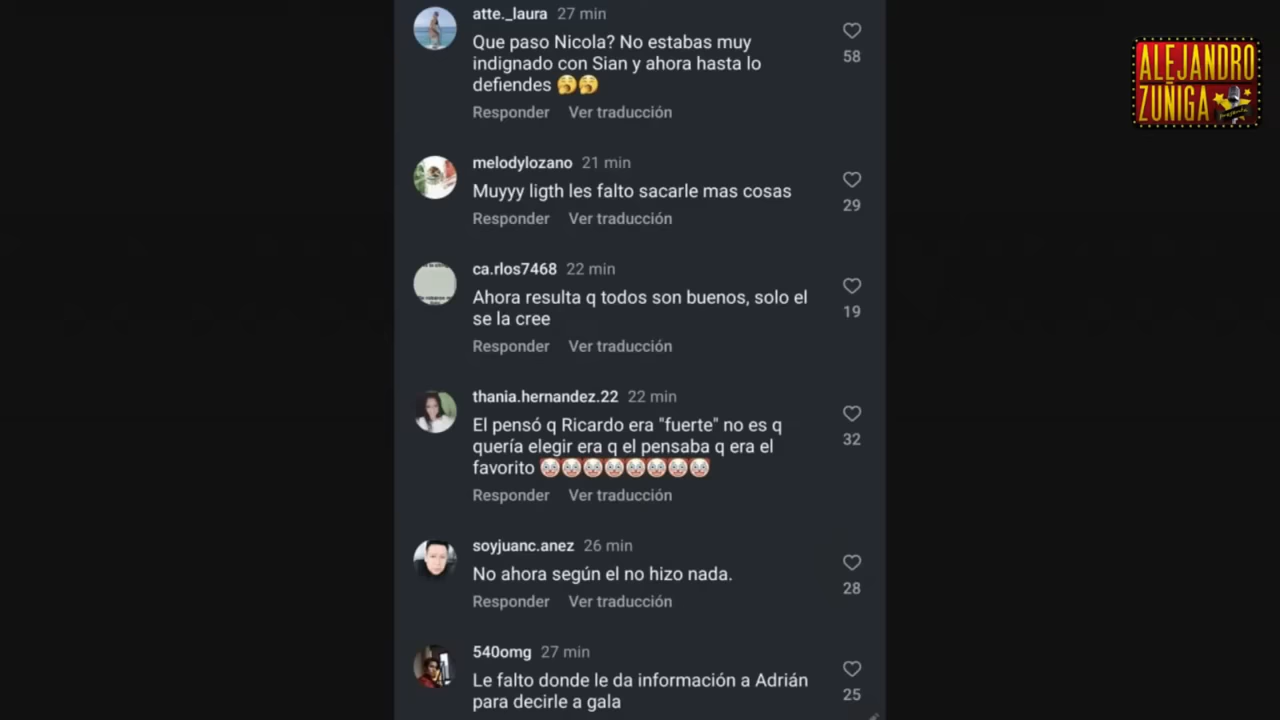 atte._laura 27 min
Que paso Nicola? No estabas muy
indignado con Sian y ahora hasta lo
defiendes 🥱🥱
58
Responder Ver traducción
melodylozano 21 min
Muyyy ligth les falto sacarle mas cosas
29
Responder Ver traducción
ca.rlos7468 22 min
Ahora resulta q todos son buenos, solo el
se la cree
19
Responder Ver traducción
thania.hernandez.22 22 min
El pensó q Ricardo era "fuerte" no es q
quería elegir era q el pensaba q era el
favorito 🤡🤡🤡🤡🤡🤡🤡🤡
32
Responder Ver traducción
soyjuanc.anez 26 min
No ahora según el no hizo nada.
28
Responder Ver traducción
540omg 27 min
Le falto donde le da información a Adrián
para decirle a gala
25
ALEJANDRO
ZUÑIGA